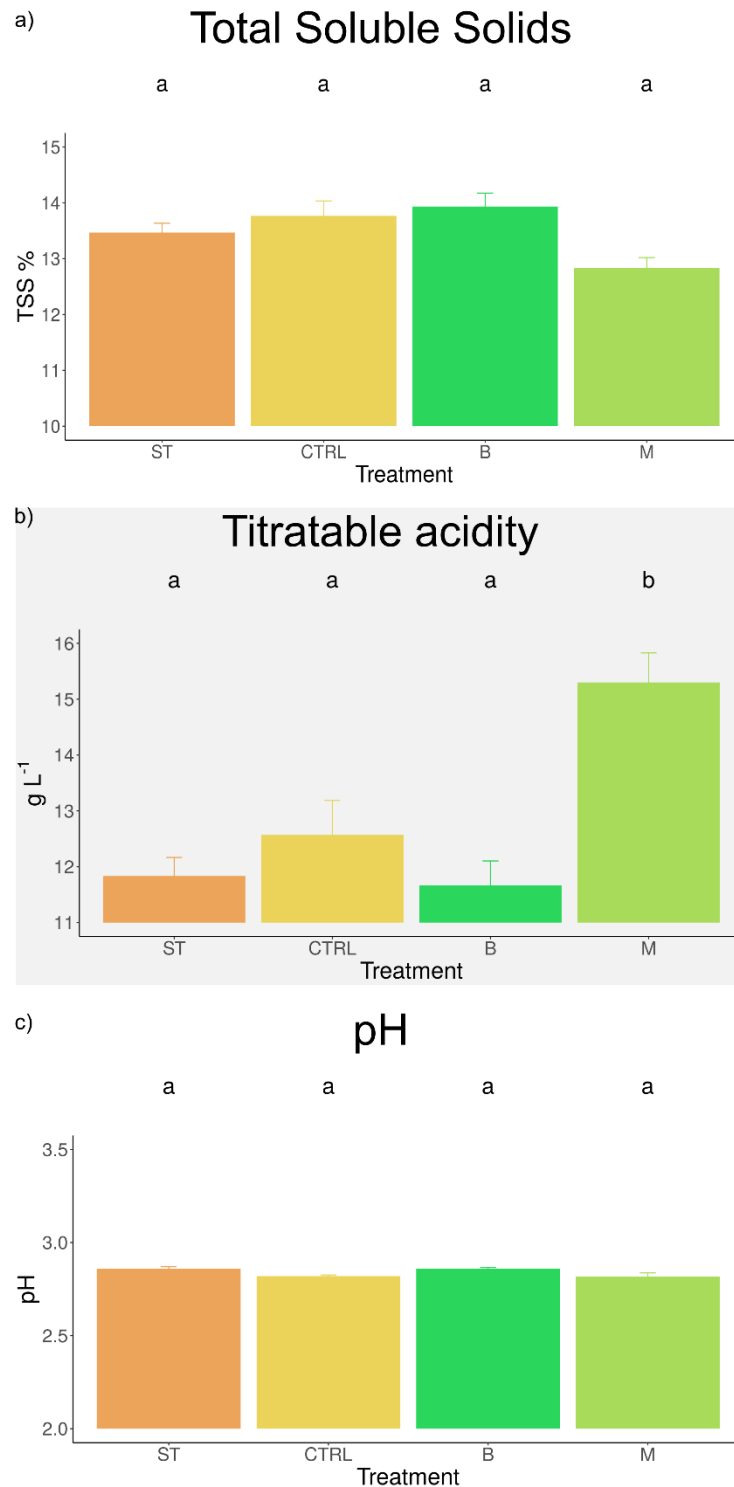 a)
Total Soluble Solids
a a a a
15
14
13
12
11
10
TSS %
ST CTRL B M
Treatment
b)
Titratable acidity
a a a b
16
15
14
13
12
11
g L⁻¹
ST CTRL B M
Treatment
c)
pH
a a a a
3.5
3.0
2.5
2.0
pH
ST CTRL B M
Treatment